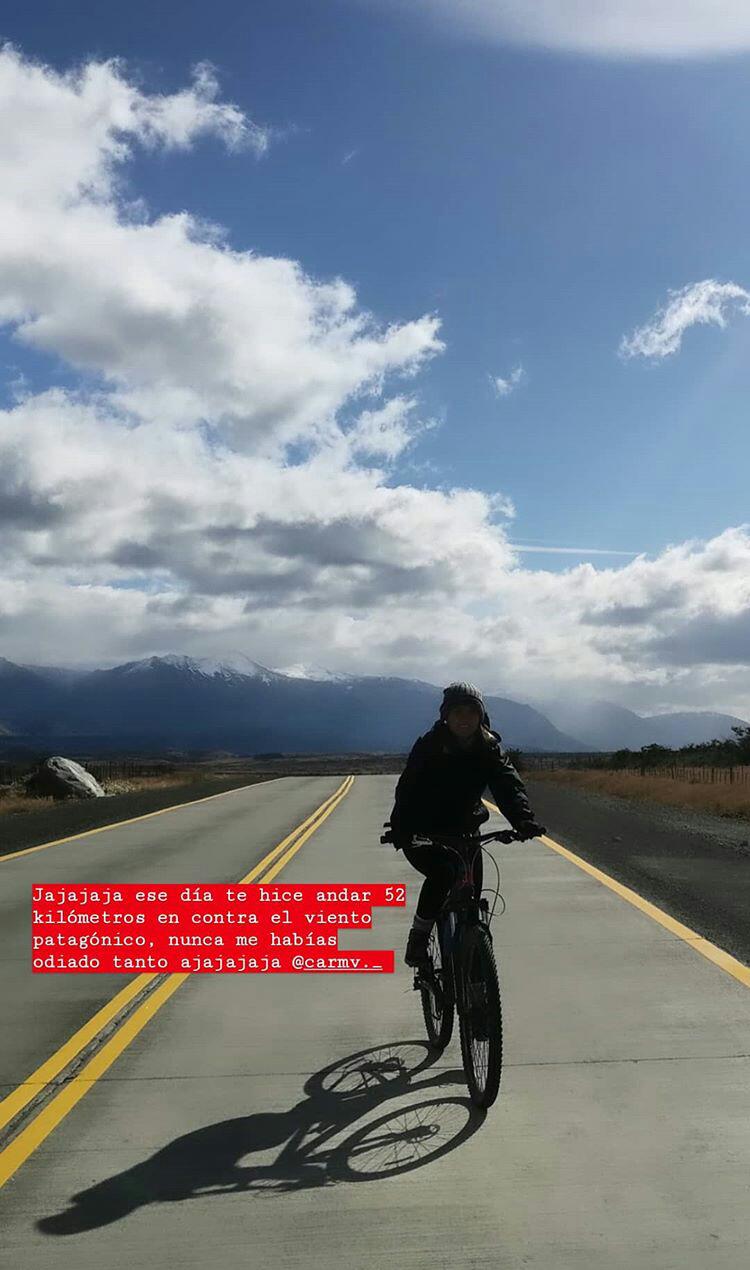 Jajajaja ese día te hice andar 52
kilómetros en contra el viento
patagónico, nunca me habías
odiado tanto ajajajaja @carmv._